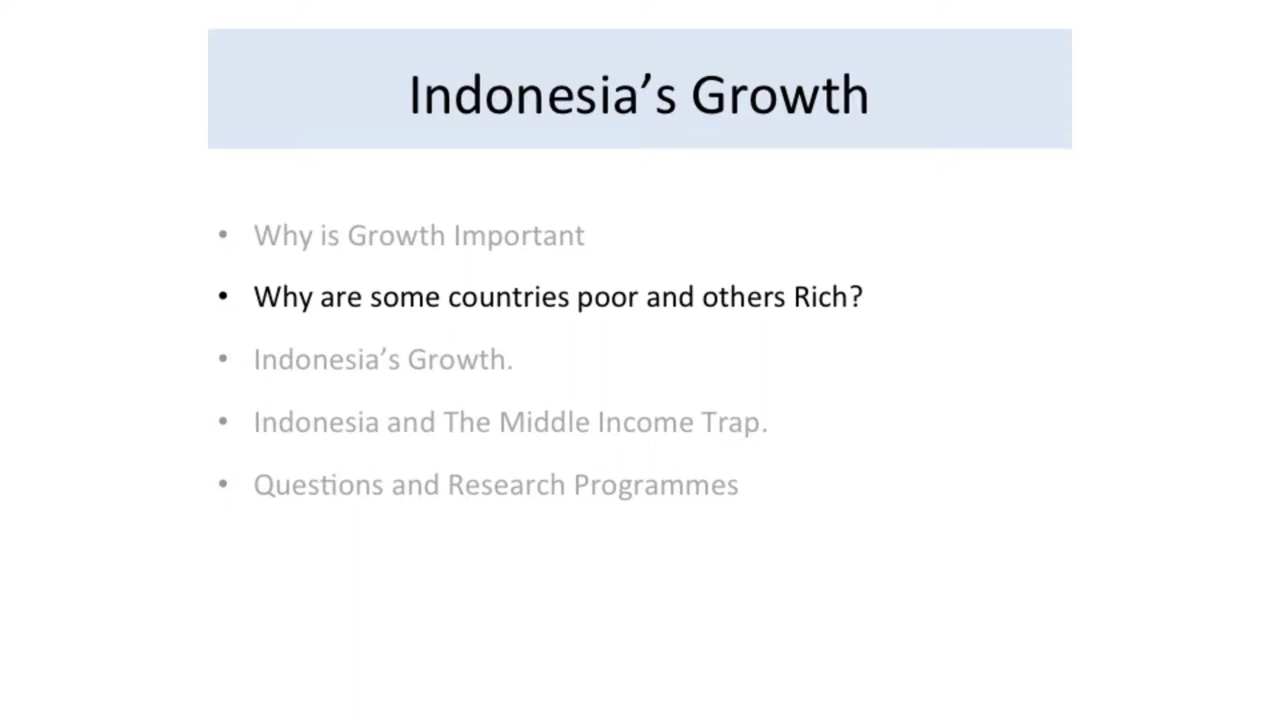 Indonesia’s Growth
• Why is Growth Important
• Why are some countries poor and others Rich?
• Indonesia’s Growth.
• Indonesia and The Middle Income Trap.
• Questions and Research Programmes